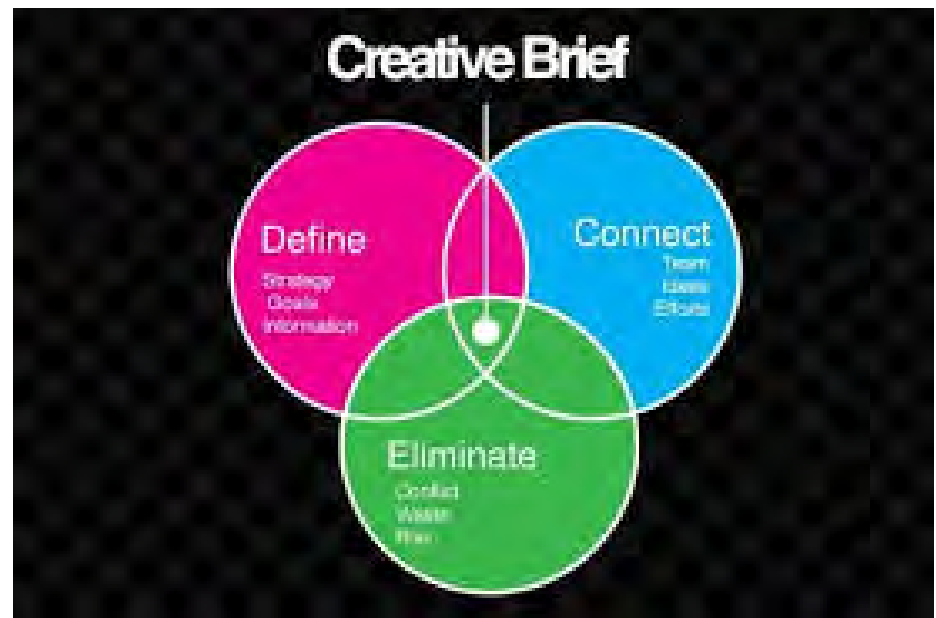 Creative Brief
Define
Strategy
Goals
Information
Connect
Team
Ideas
Efforts
Eliminate
Conflict
Waste
Risk